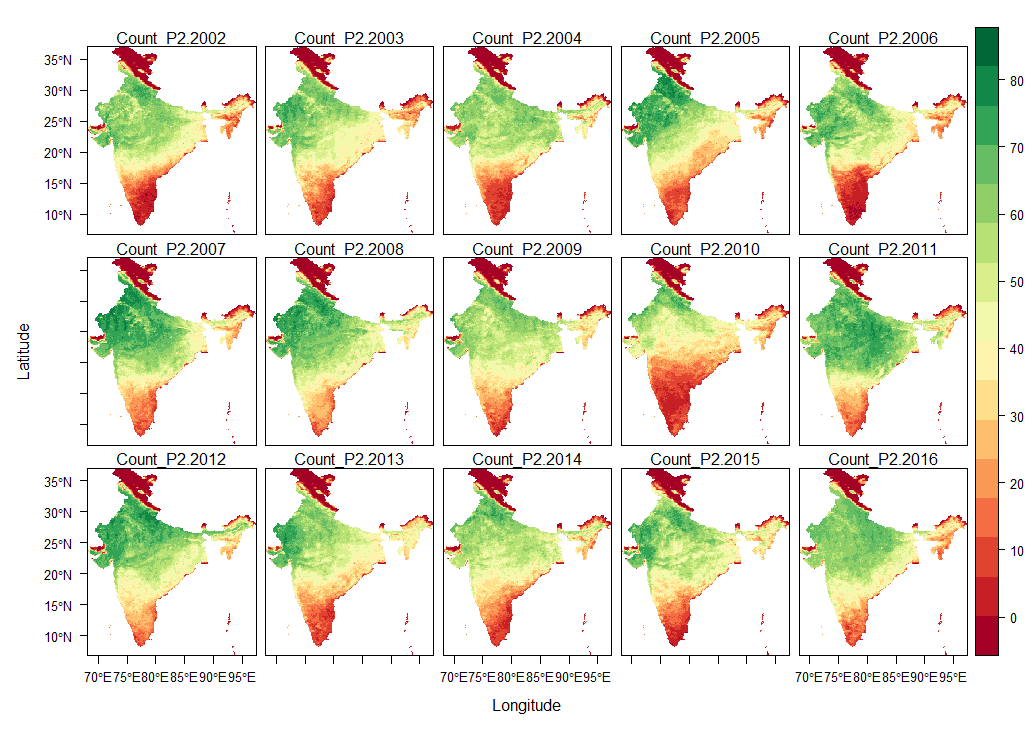 Count_P2.2002 Count_P2.2003 Count_P2.2004 Count_P2.2005 Count_P2.2006
35°N
30°N
25°N
20°N
15°N
10°N
Count_P2.2007 Count_P2.2008 Count_P2.2009 Count_P2.2010 Count_P2.2011
Latitude
Count_P2.2012 Count_P2.2013 Count_P2.2014 Count_P2.2015 Count_P2.2016
35°N
30°N
25°N
20°N
15°N
10°N
70°E75°E80°E85°E90°E95°E 70°E75°E80°E85°E90°E95°E 70°E75°E80°E85°E90°E95°E
Longitude
80
70
60
50
40
30
20
10
0